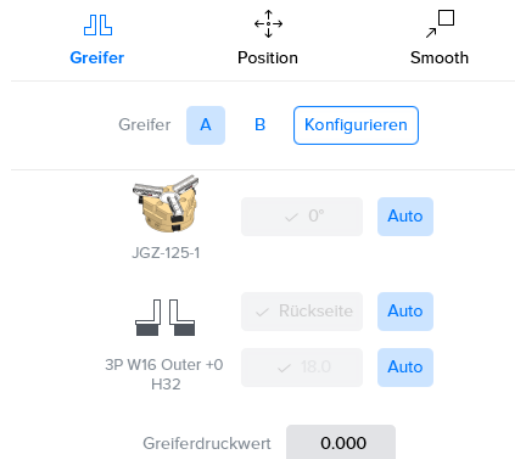 Greifer Position Smooth
Greifer A B Konfigurieren
0° Auto
JGZ-125-1
Rückseite Auto
3P W16 Outer +0
H32
18.0 Auto
Greiferdruckwert 0.000